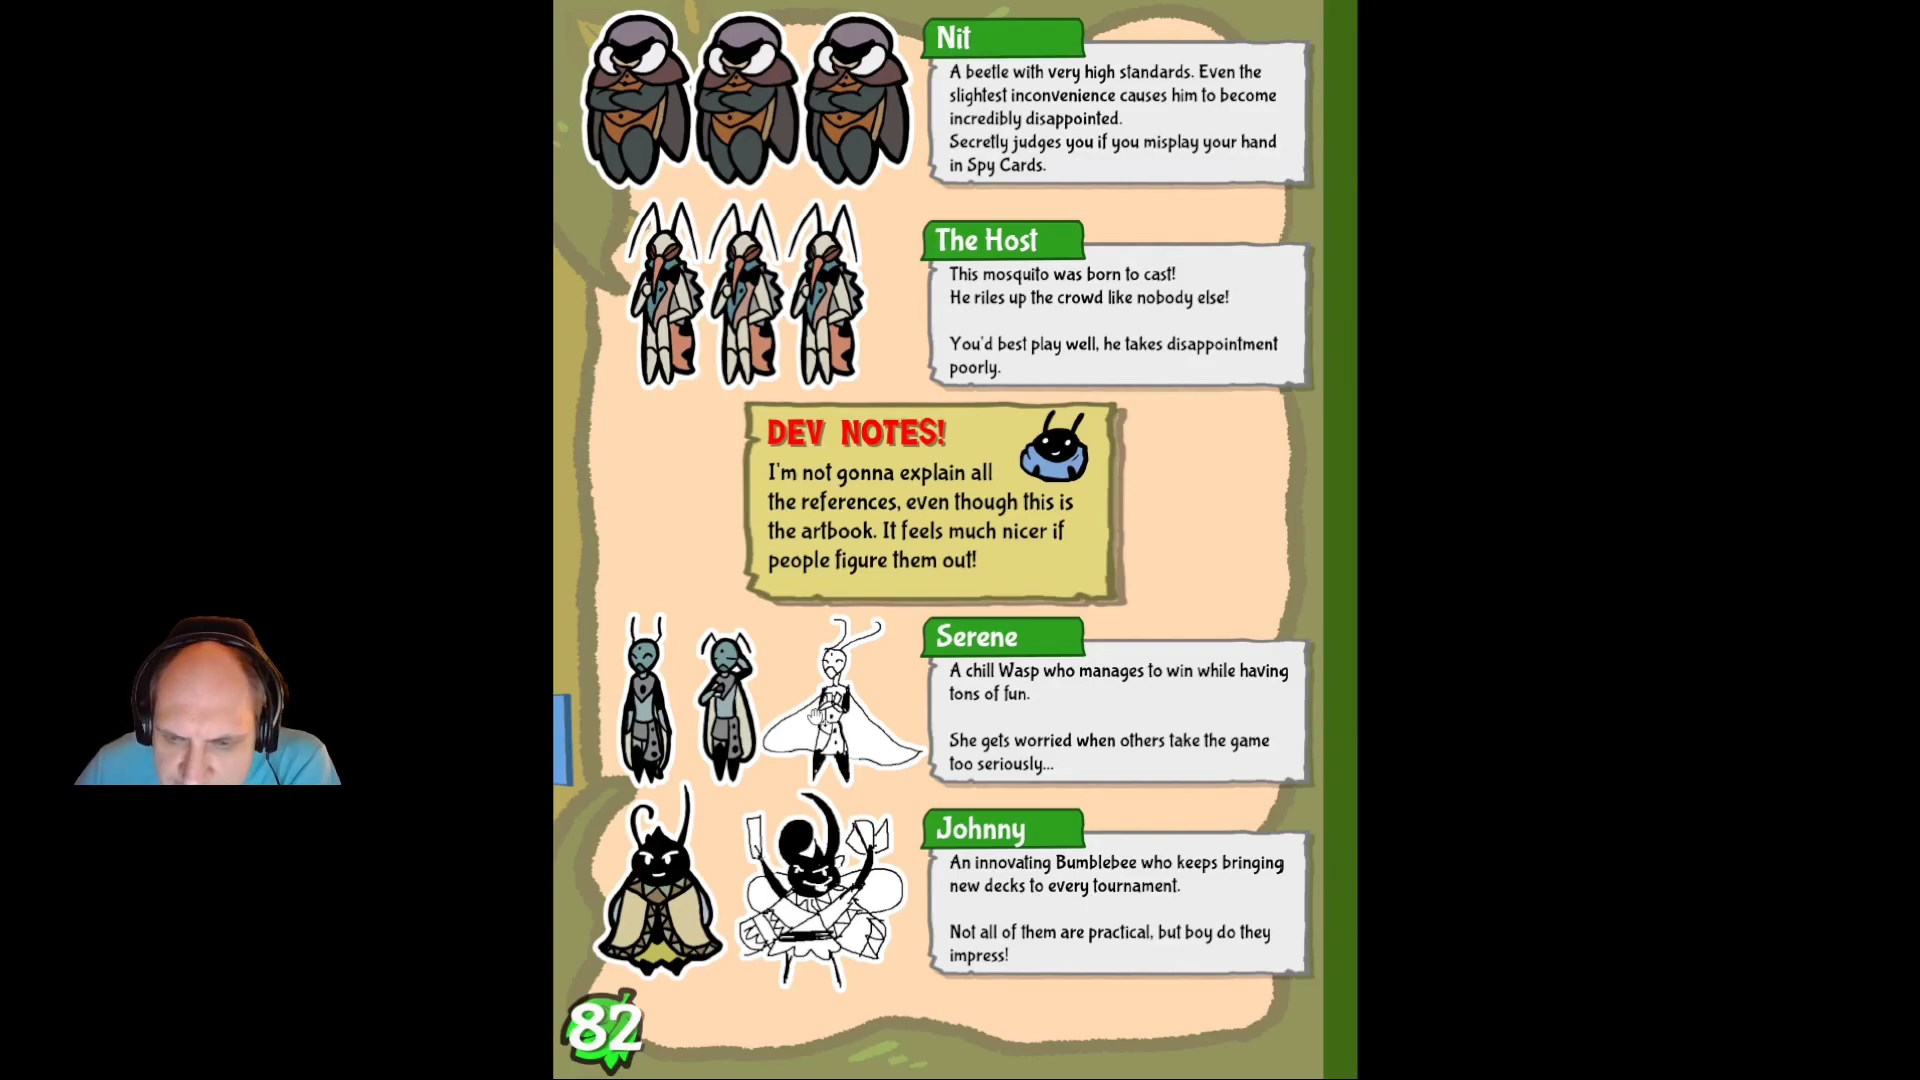 Nit
A beetle with very high standards. Even the
slightest inconvenience causes him to become
incredibly disappointed.
Secretly judges you if you misplay your hand
in Spy Cards.
The Host
This mosquito was born to cast!
He riles up the crowd like nobody else!
You'd best play well, he takes disappointment
poorly.
DEV NOTES!
I'm not gonna explain all
the references, even though this is
the artbook. It feels much nicer if
people figure them out!
Serene
A chill Wasp who manages to win while having
tons of fun.
She gets worried when others take the game
too seriously...
Johnny
An innovating Bumblebee who keeps bringing
new decks to every tournament.
Not all of them are practical, but boy do they
impress!
82